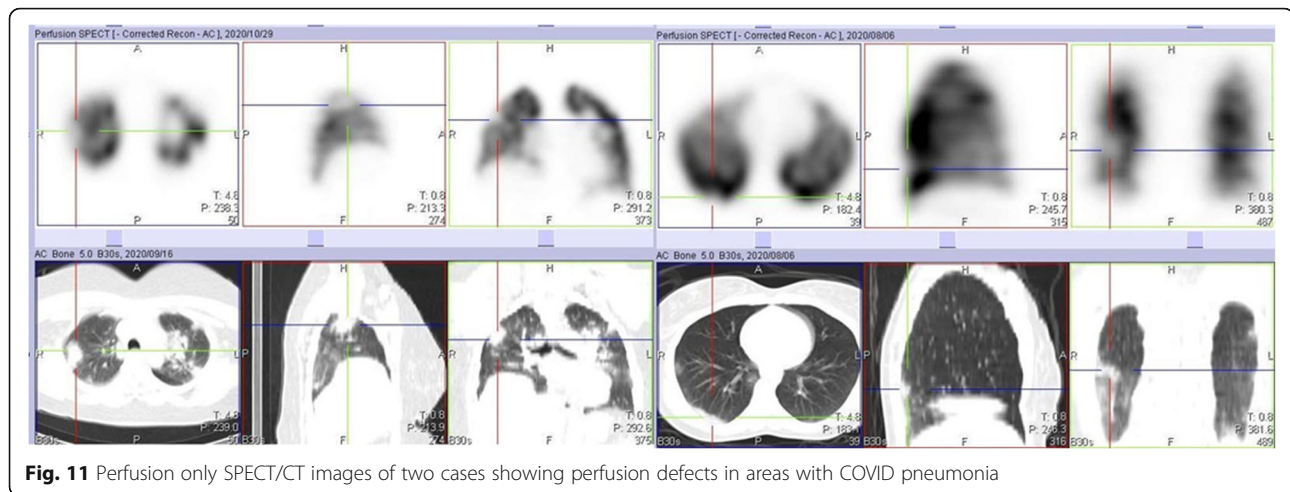 Perfusion SPECT [ - Corrected Recon - AC ], 2020/10/29
A
H
H
R
L
P
A
R
L
T: 4.8
P: 238.3
50
P
T: 0.8
P: 213.3
274
F
T: 0.8
P: 291.2
373
F
Perfusion SPECT [ - Corrected Recon - AC ], 2020/08/06
A
H
H
R
L
P
A
R
L
T: 4.8
P: 182.4
39
P
T: 0.8
P: 245.7
315
F
T: 0.8
P: 380.3
487
F
AC Bone 5.0 B30s, 2020/09/16
A
H
H
R
L
P
A
R
L
T: 4.8
P: 239.0
B30s
P
T: 0.8
B30s
F
274
T: 0.8
P: 292.6
B30s
F
375
AC Bone 5.0 B30s, 2020/08/06
A
H
H
R
L
P
A
R
L
T: 4.8
B30s
P
39
T: 0.8
B30s
F
316
T: 0.8
P: 381.6
B30s
F
489
Fig. 11 Perfusion only SPECT/CT images of two cases showing perfusion defects in areas with COVID pneumonia